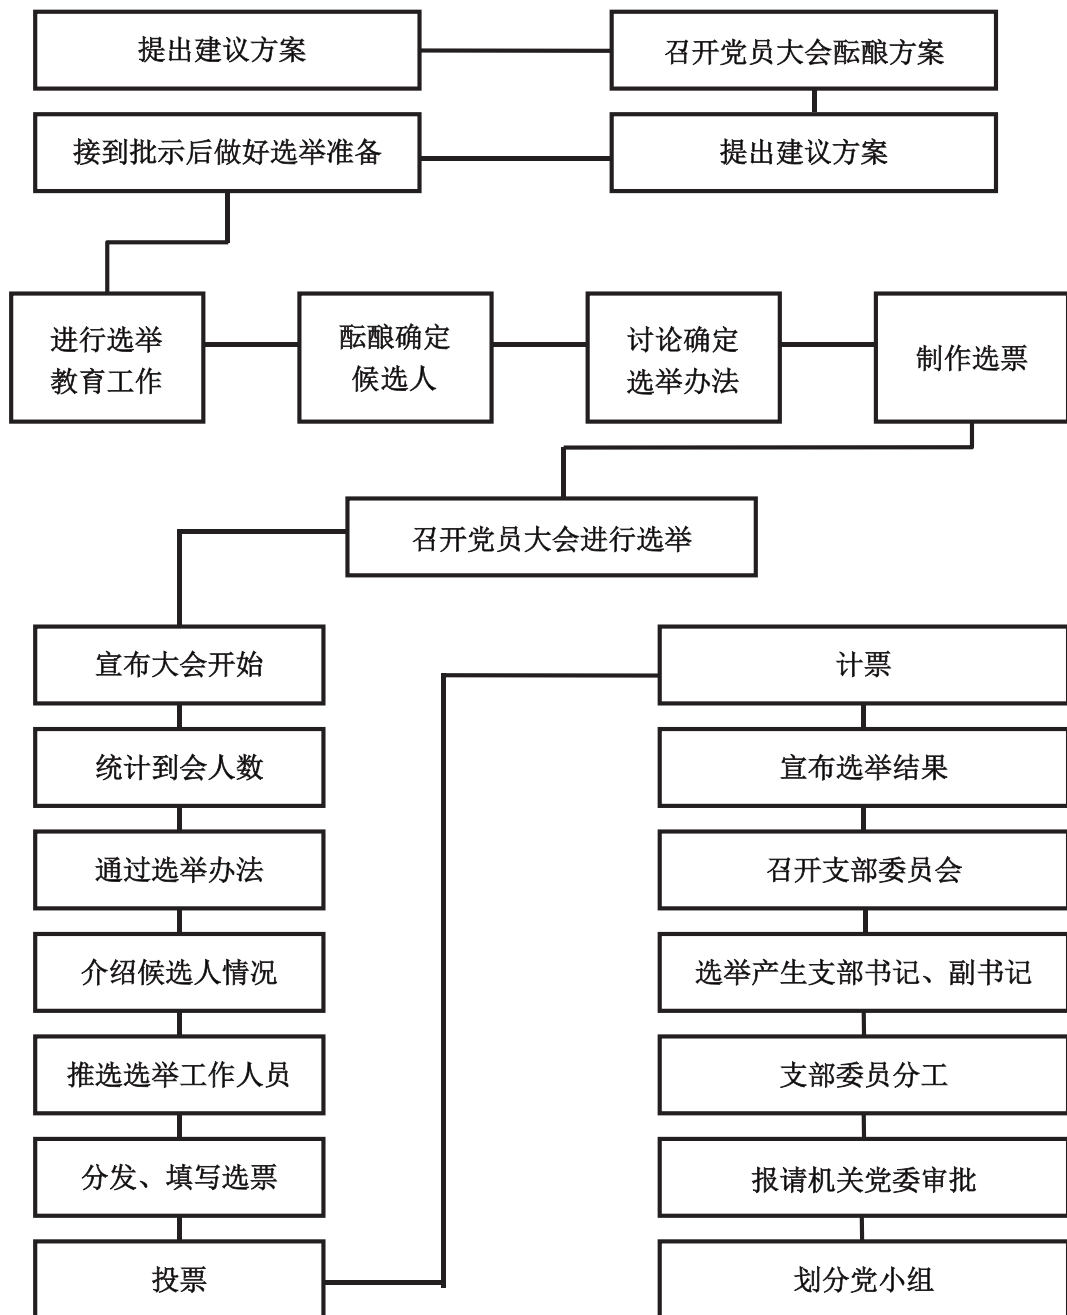 提出建议方案
召开党员大会酝酿方案
提出建议方案
接到批示后做好选举准备
进行选举
教育工作
酝酿确定
候选人
讨论确定
选举办法
制作选票
召开党员大会进行选举
宣布大会开始
统计到会人数
通过选举办法
介绍候选人情况
推选选举工作人员
分发、填写选票
投票
计票
宣布选举结果
召开支部委员会
选举产生支部书记、副书记
支部委员分工
报请机关党委审批
划分党小组